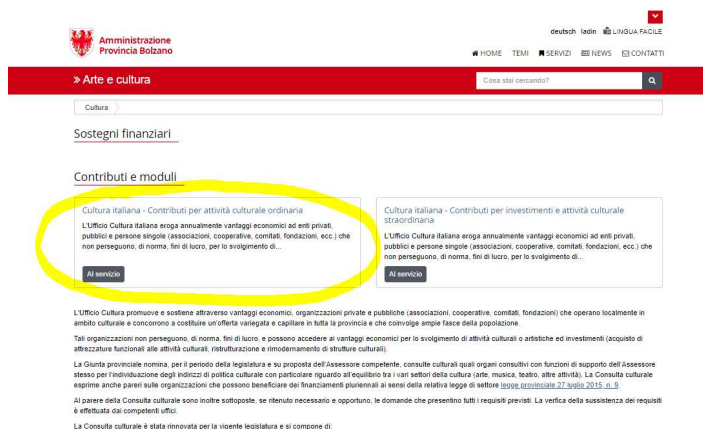 deutsch ladin LINGUA FACILE
Amministrazione
Provincia Bolzano
HOME TEMI SERVIZI NEWS CONTATTI
» Arte e cultura
Cosa stai cercando?
Cultura
Sostegni finanziari
Contributi e moduli
Cultura italiana - Contributi per attività culturale ordinaria
L'Ufficio Cultura italiana eroga annualmente vantaggi economici ad enti privati,
pubblici e persone singole (associazioni, cooperative, comitati, fondazioni, ecc.) che
non perseguono, di norma, fini di lucro, per lo svolgimento di...
Al servizio
Cultura italiana - Contributi per investimenti e attività culturale
straordinaria
L'Ufficio Cultura italiana eroga annualmente vantaggi economici ad enti privati,
pubblici e persone singole (associazioni, cooperative, comitati, fondazioni, ecc.) che
non perseguono, di norma, fini di lucro, per lo svolgimento di...
Al servizio
L'Ufficio Cultura promuove e sostiene attraverso vantaggi economici, organizzazioni private e pubbliche (associazioni, cooperative, comitati, fondazioni) che operano localmente in
ambito culturale e concorrono a costituire un'offerta variegata e capillare in tutta la provincia e che coinvolge ampie fasce della popolazione.
Tali organizzazioni non perseguono, di norma, fini di lucro, e possono accedere ai vantaggi economici per lo svolgimento di attività culturali o artistiche ed investimenti (acquisto di
attrezzature funzionali alle attività culturali, ristrutturazione e rimodernamento di strutture culturali).
La Giunta provinciale nomina, per il periodo della legislatura e su proposta dell'Assessore competente, consulte culturali quali organi consultivi con funzioni di supporto dell'Assessore
stesso per l'individuazione degli indirizzi di politica culturale con particolare riguardo all'equilibrio tra i vari settori della cultura (arte, musica, teatro, altre attività). La Consulta culturale
esprime anche pareri sulle organizzazioni che possono beneficiare dei finanziamenti pluriennali ai sensi della relativa legge di settore legge provinciale 27 luglio 2015, n. 9.
Al parere della Consulta culturale sono inoltre sottoposte, se ritenuto necessario e opportuno, le domande che presentino tutti i requisiti previsti. La verifica della sussistenza dei requisiti
è effettuata dai competenti uffici.
La Consulta culturale è stata rinnovata per la vigente legislatura e si compone di: